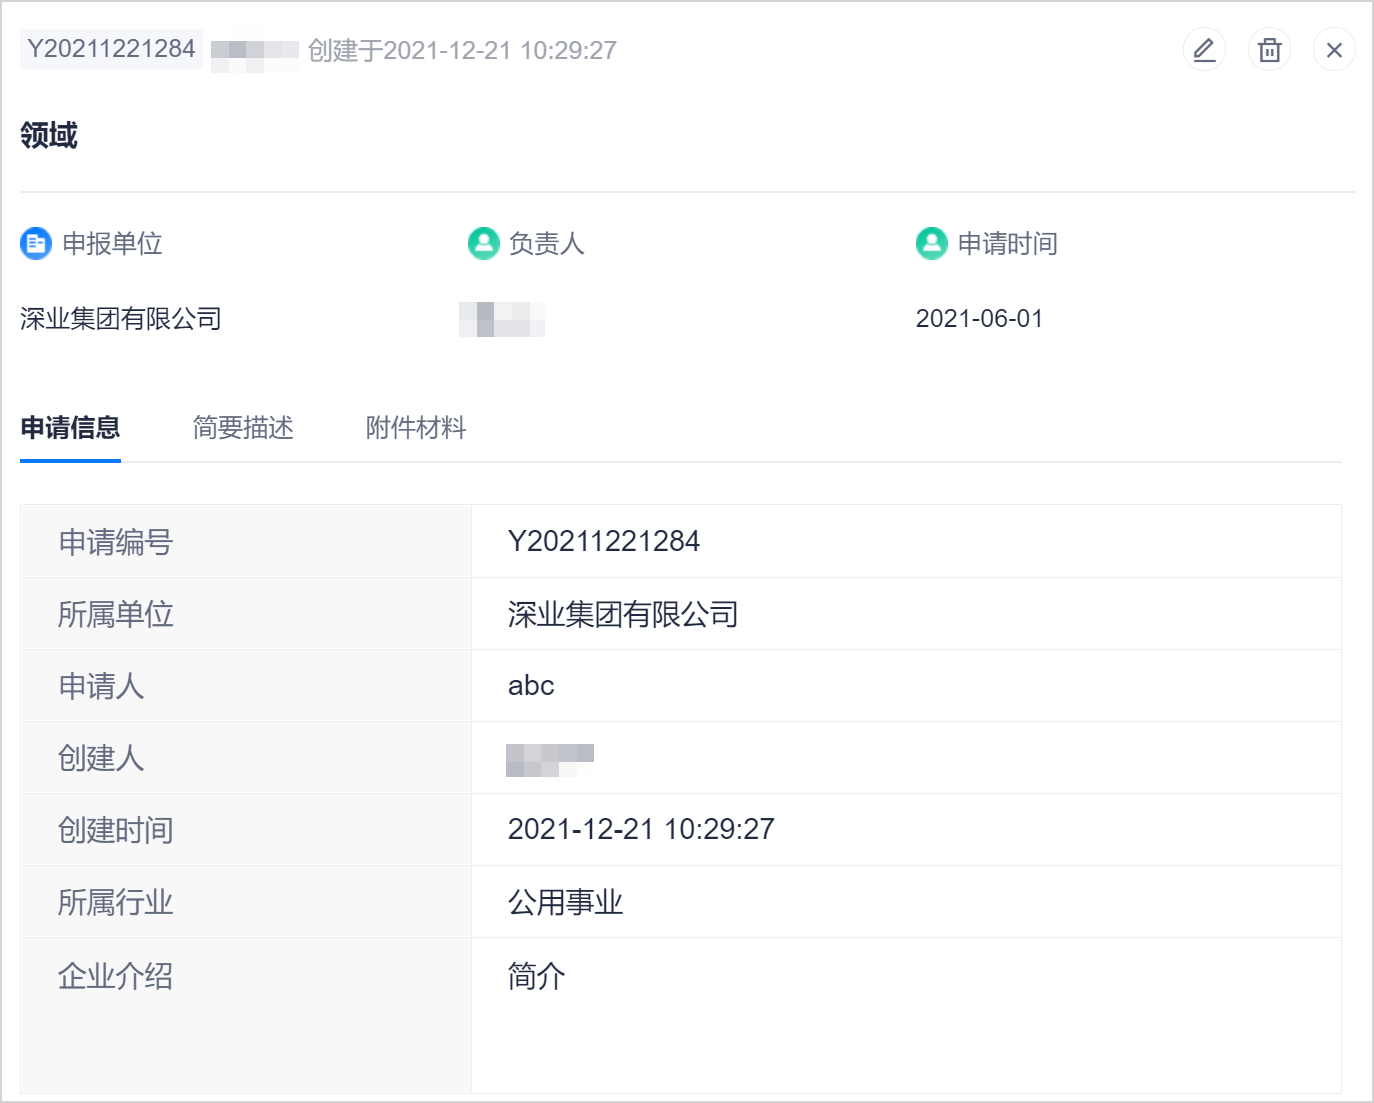 Y20211221284 创建于2021-12-21 10:29:27
领域
申报单位 负责人 申请时间
深业集团有限公司 2021-06-01
申请信息 简要描述 附件材料
申请编号 Y20211221284
所属单位 深业集团有限公司
申请人 abc
创建人
创建时间 2021-12-21 10:29:27
所属行业 公用事业
企业介绍 简介